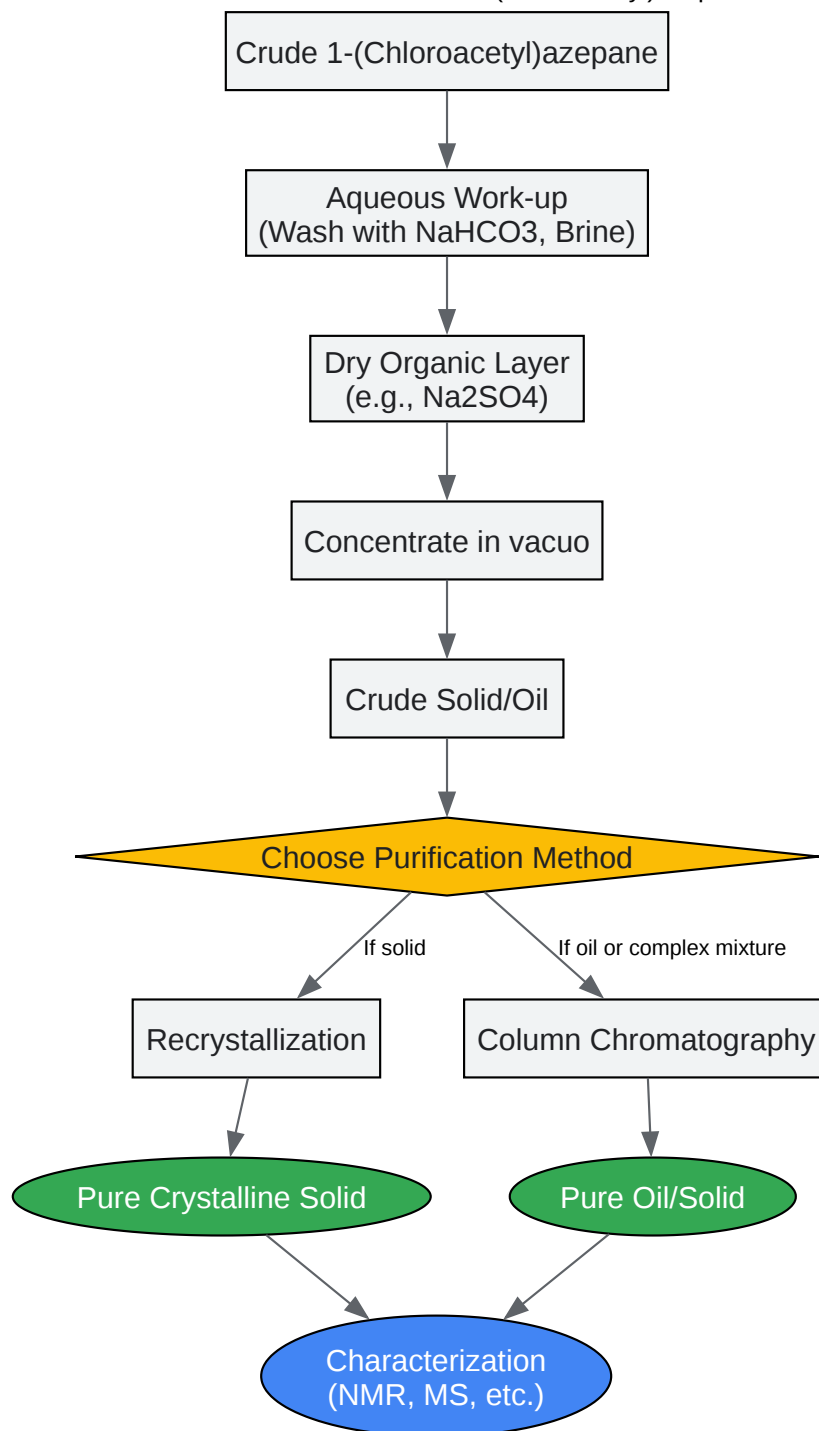 Crude 1-(Chloroacetyl)azepane
Aqueous Work-up
(Wash with NaHCO3, Brine)
Dry Organic Layer
(e.g., Na2SO4)
Concentrate in vacuo
Crude Solid/Oil
Choose Purification Method
If solid
If oil or complex mixture
Recrystallization
Column Chromatography
Pure Crystalline Solid
Pure Oil/Solid
Characterization
(NMR, MS, etc.)